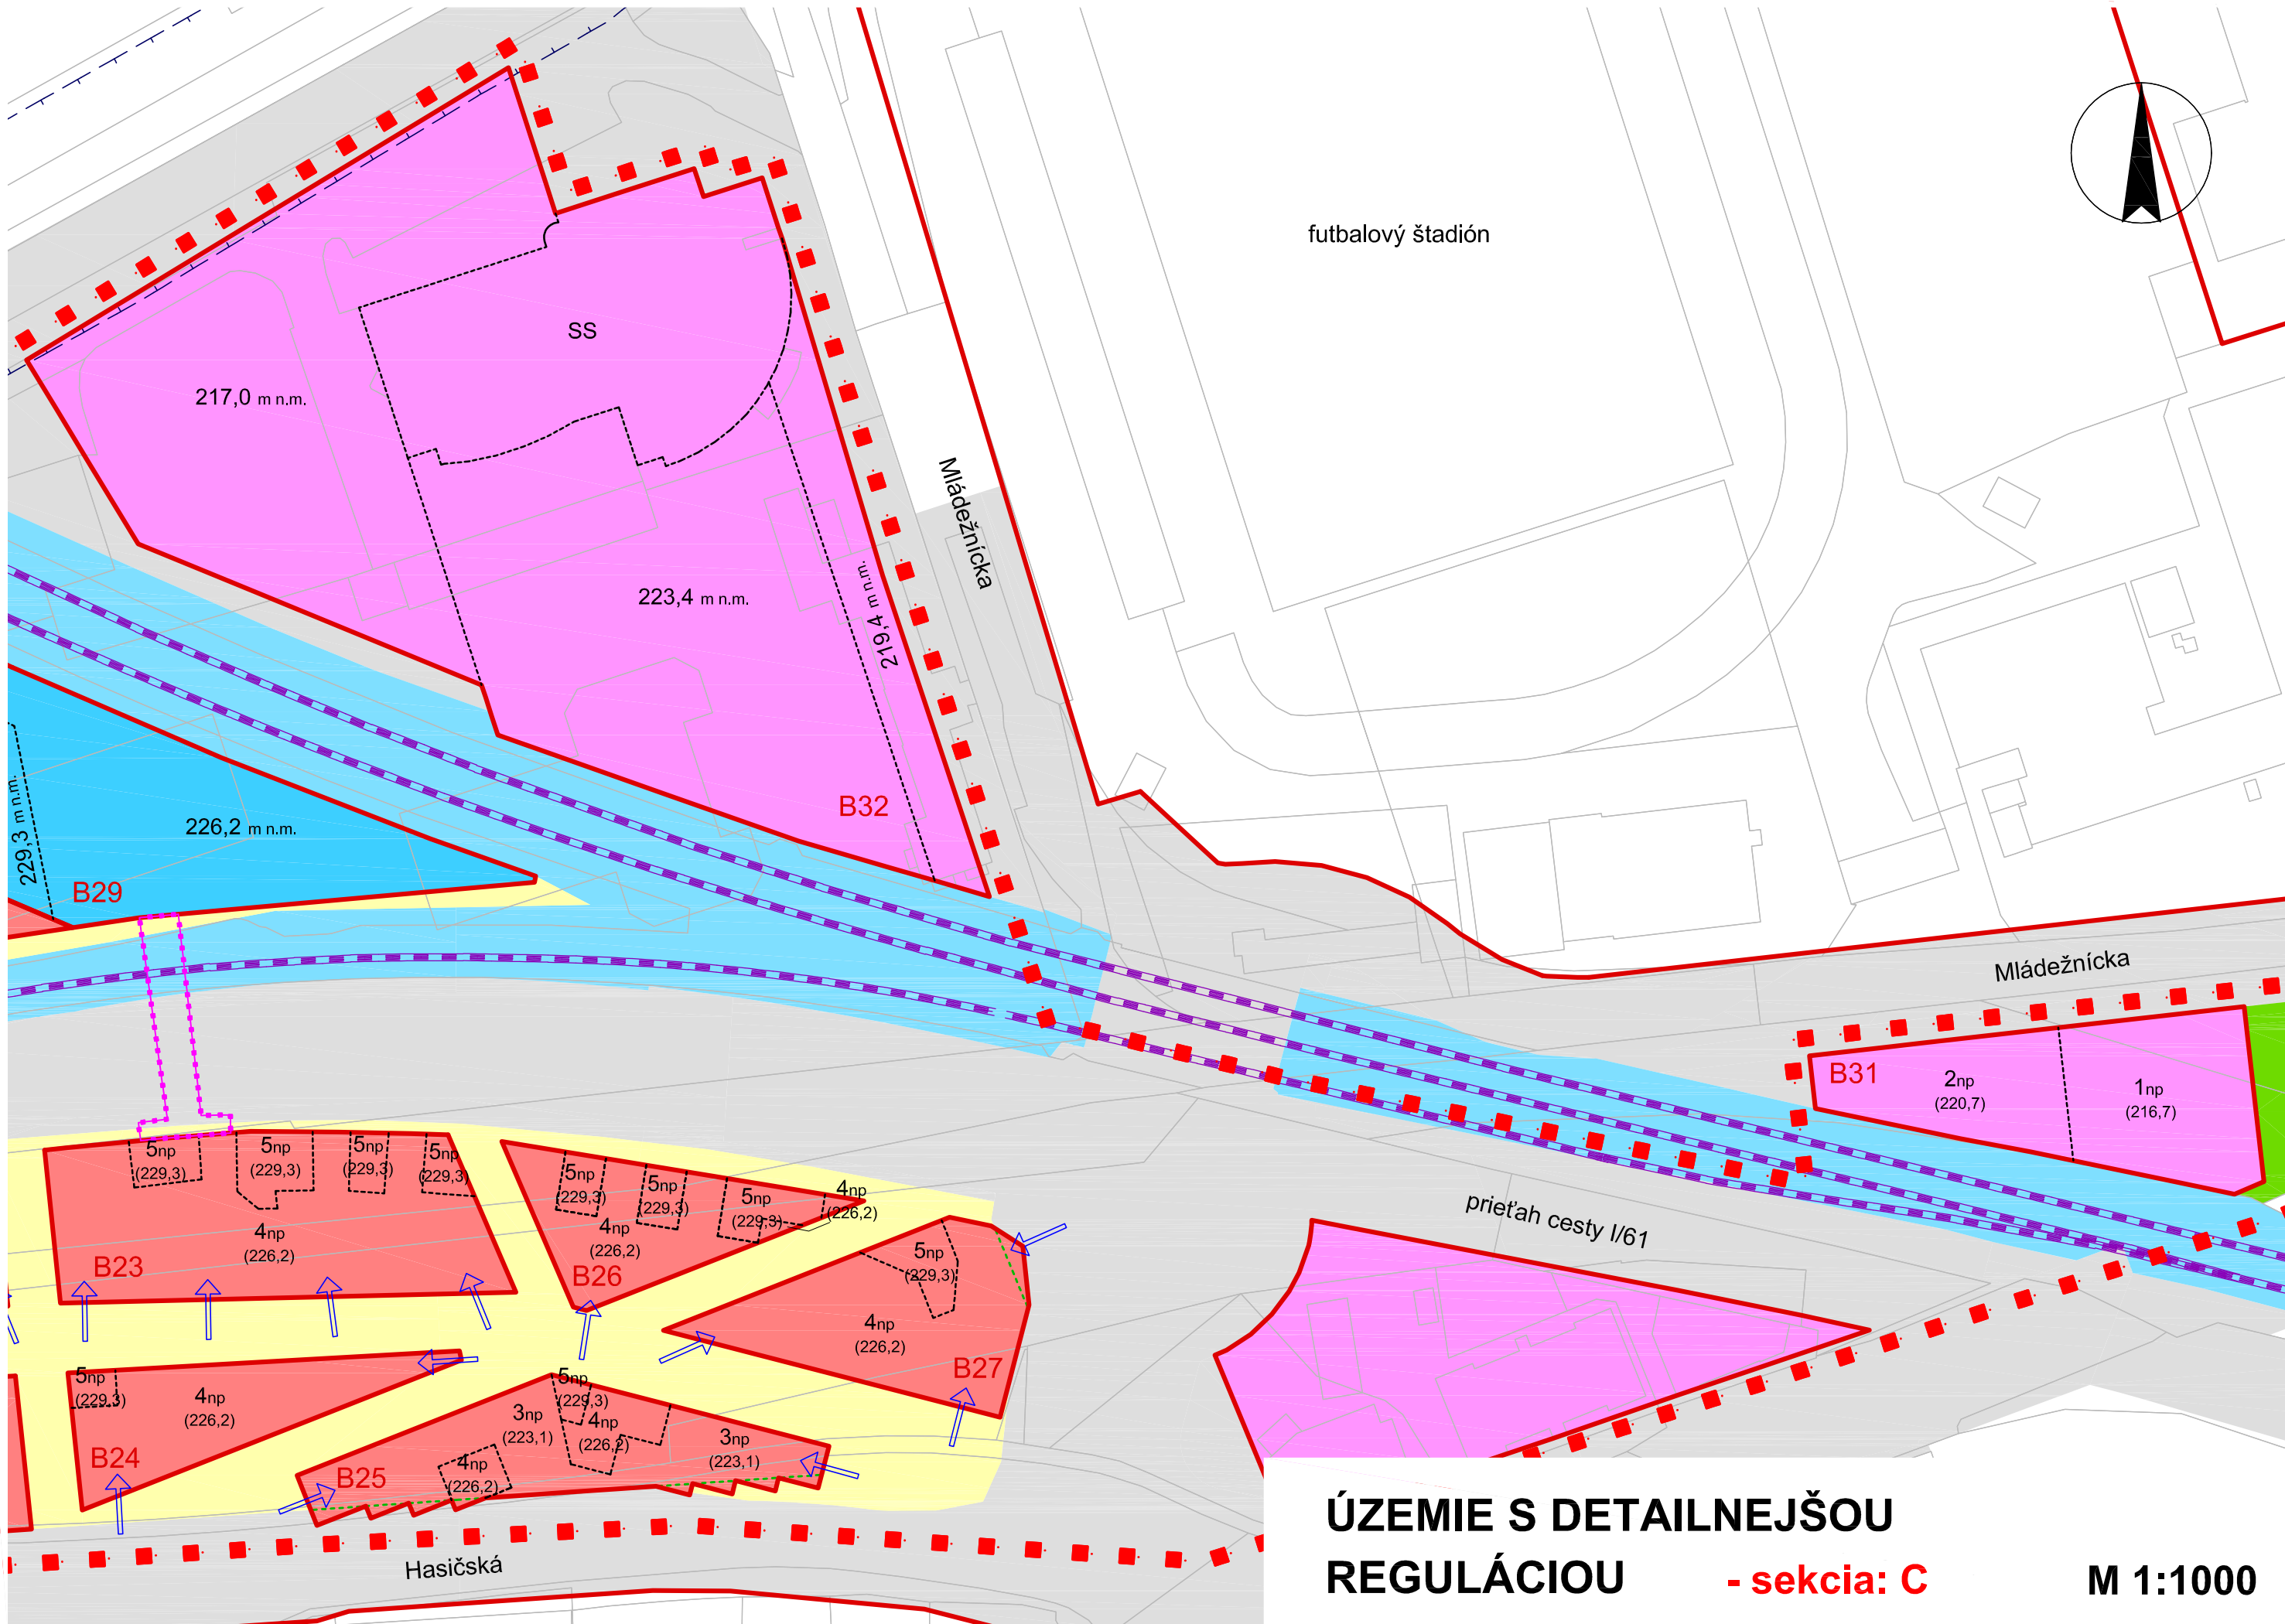 futbalový štadión
SS
217,0 m n.m.
Mládežnícka
223,4 m n.m.
219,4 m n.m.
B32
226,2 m n.m.
229,3 m n.m.
B29
Mládežnícka
B31
2np
(220,7)
1np
(216,7)
5np
(229,3)
5np
(229,3)
5np
(229,3)
5np
(229,3)
4np
(226,2)
B23
5np
(229,3)
5np
(229,3)
5np
(229,3)
4np
(226,2)
4np
(226,2)
B26
prieťah cesty I/61
5np
(229,3)
4np
(226,2)
B27
5np
(229,3)
4np
(226,2)
B24
5np
(229,3)
3np
(223,1)
4np
(226,2)
3np
(223,1)
4np
(226,2)
B25
Hasičská
ÚZEMIE S DETAILNEJŠOU
REGULÁCIOU - sekcia: C M 1:1000